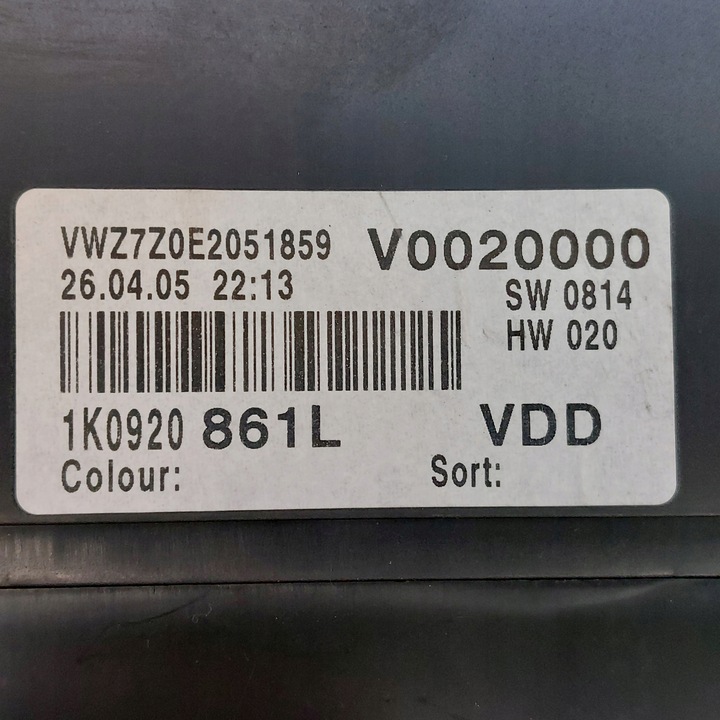 VWZ7Z0E2051859 V0020000
26.04.05 22:13 SW 0814
HW 020
1K0920 861L VDD
Colour: Sort: